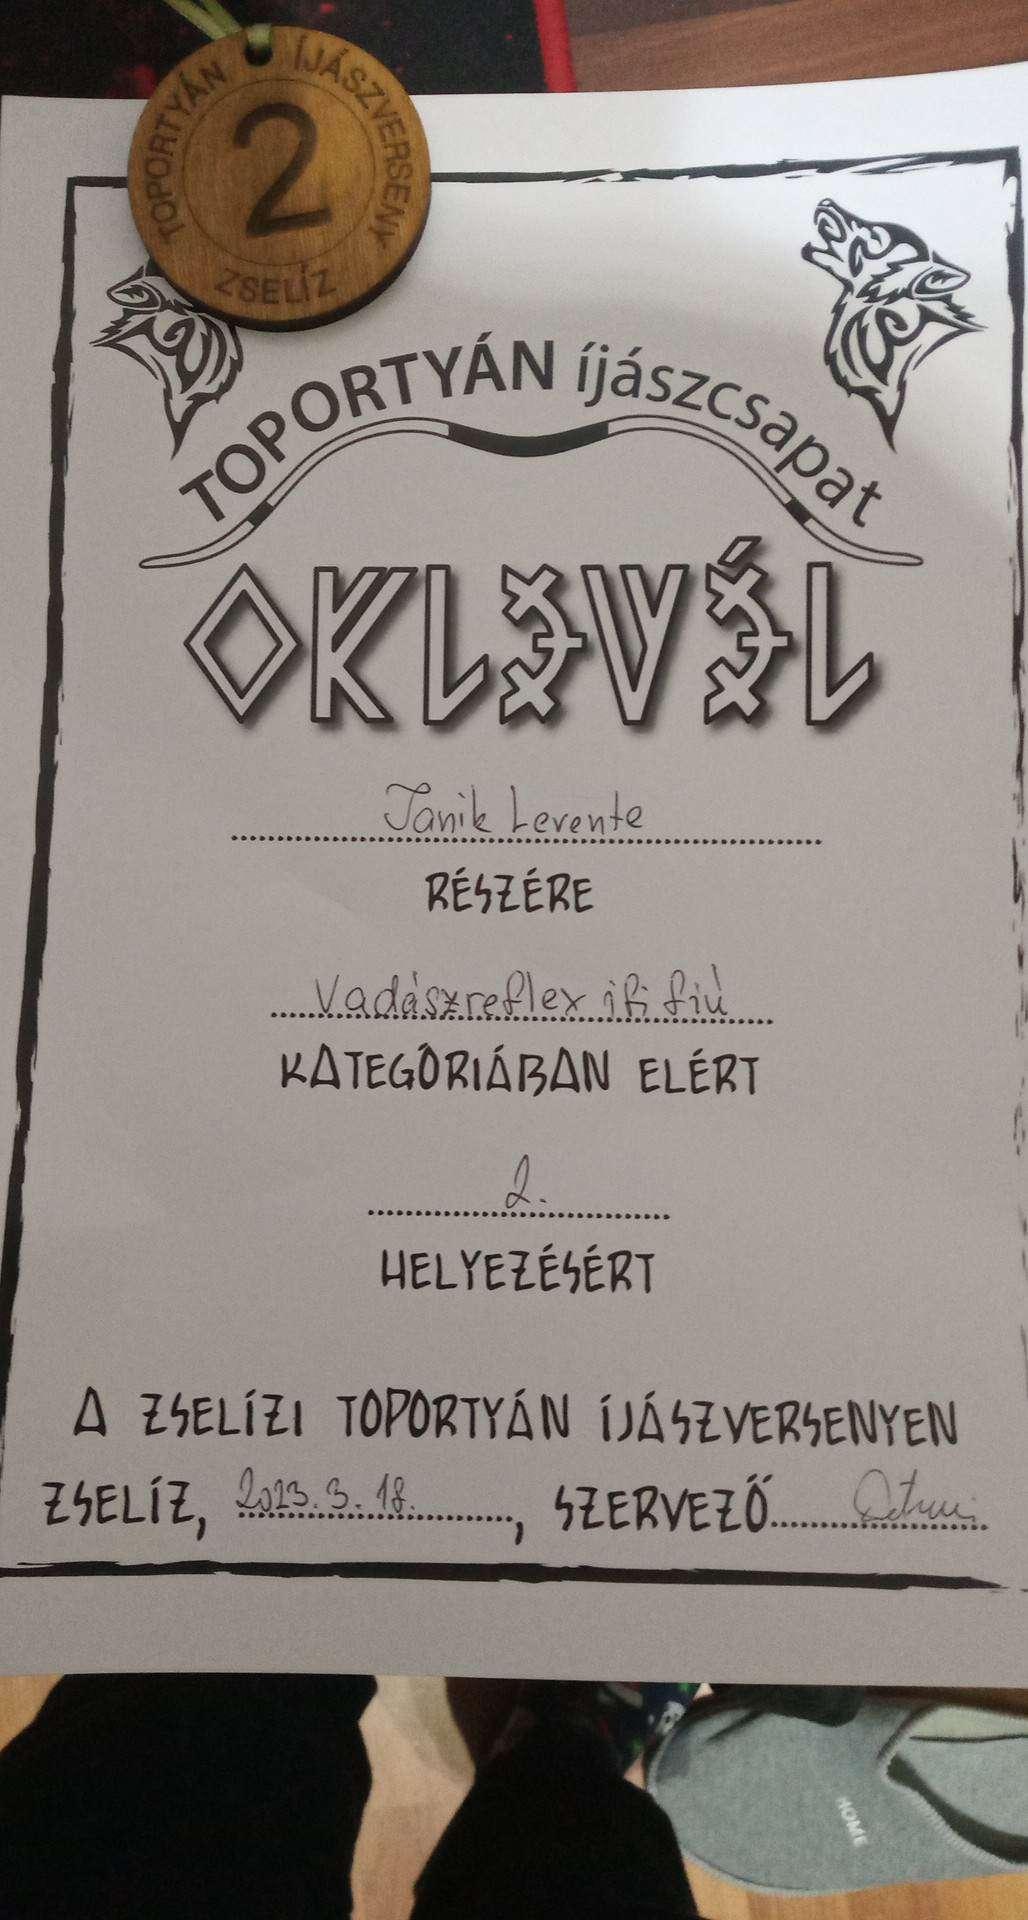 TOPORTYÁN ÍJÁSZVERSENY
2
ZSELÍZ
TOPORTYÁN íjászcsapat
OKLEVÉL
Janik Levente
RÉSZÉRE
Vadászreflex ifi fiú
KATEGÓRIÁBAN ELÉRT
2.
HELYEZÉSÉRT
A ZSELÍZI TOPORTYÁN ÍJÁSZVERSENYEN
ZSELÍZ, 2023.3.18., SZERVEZŐ
HOME